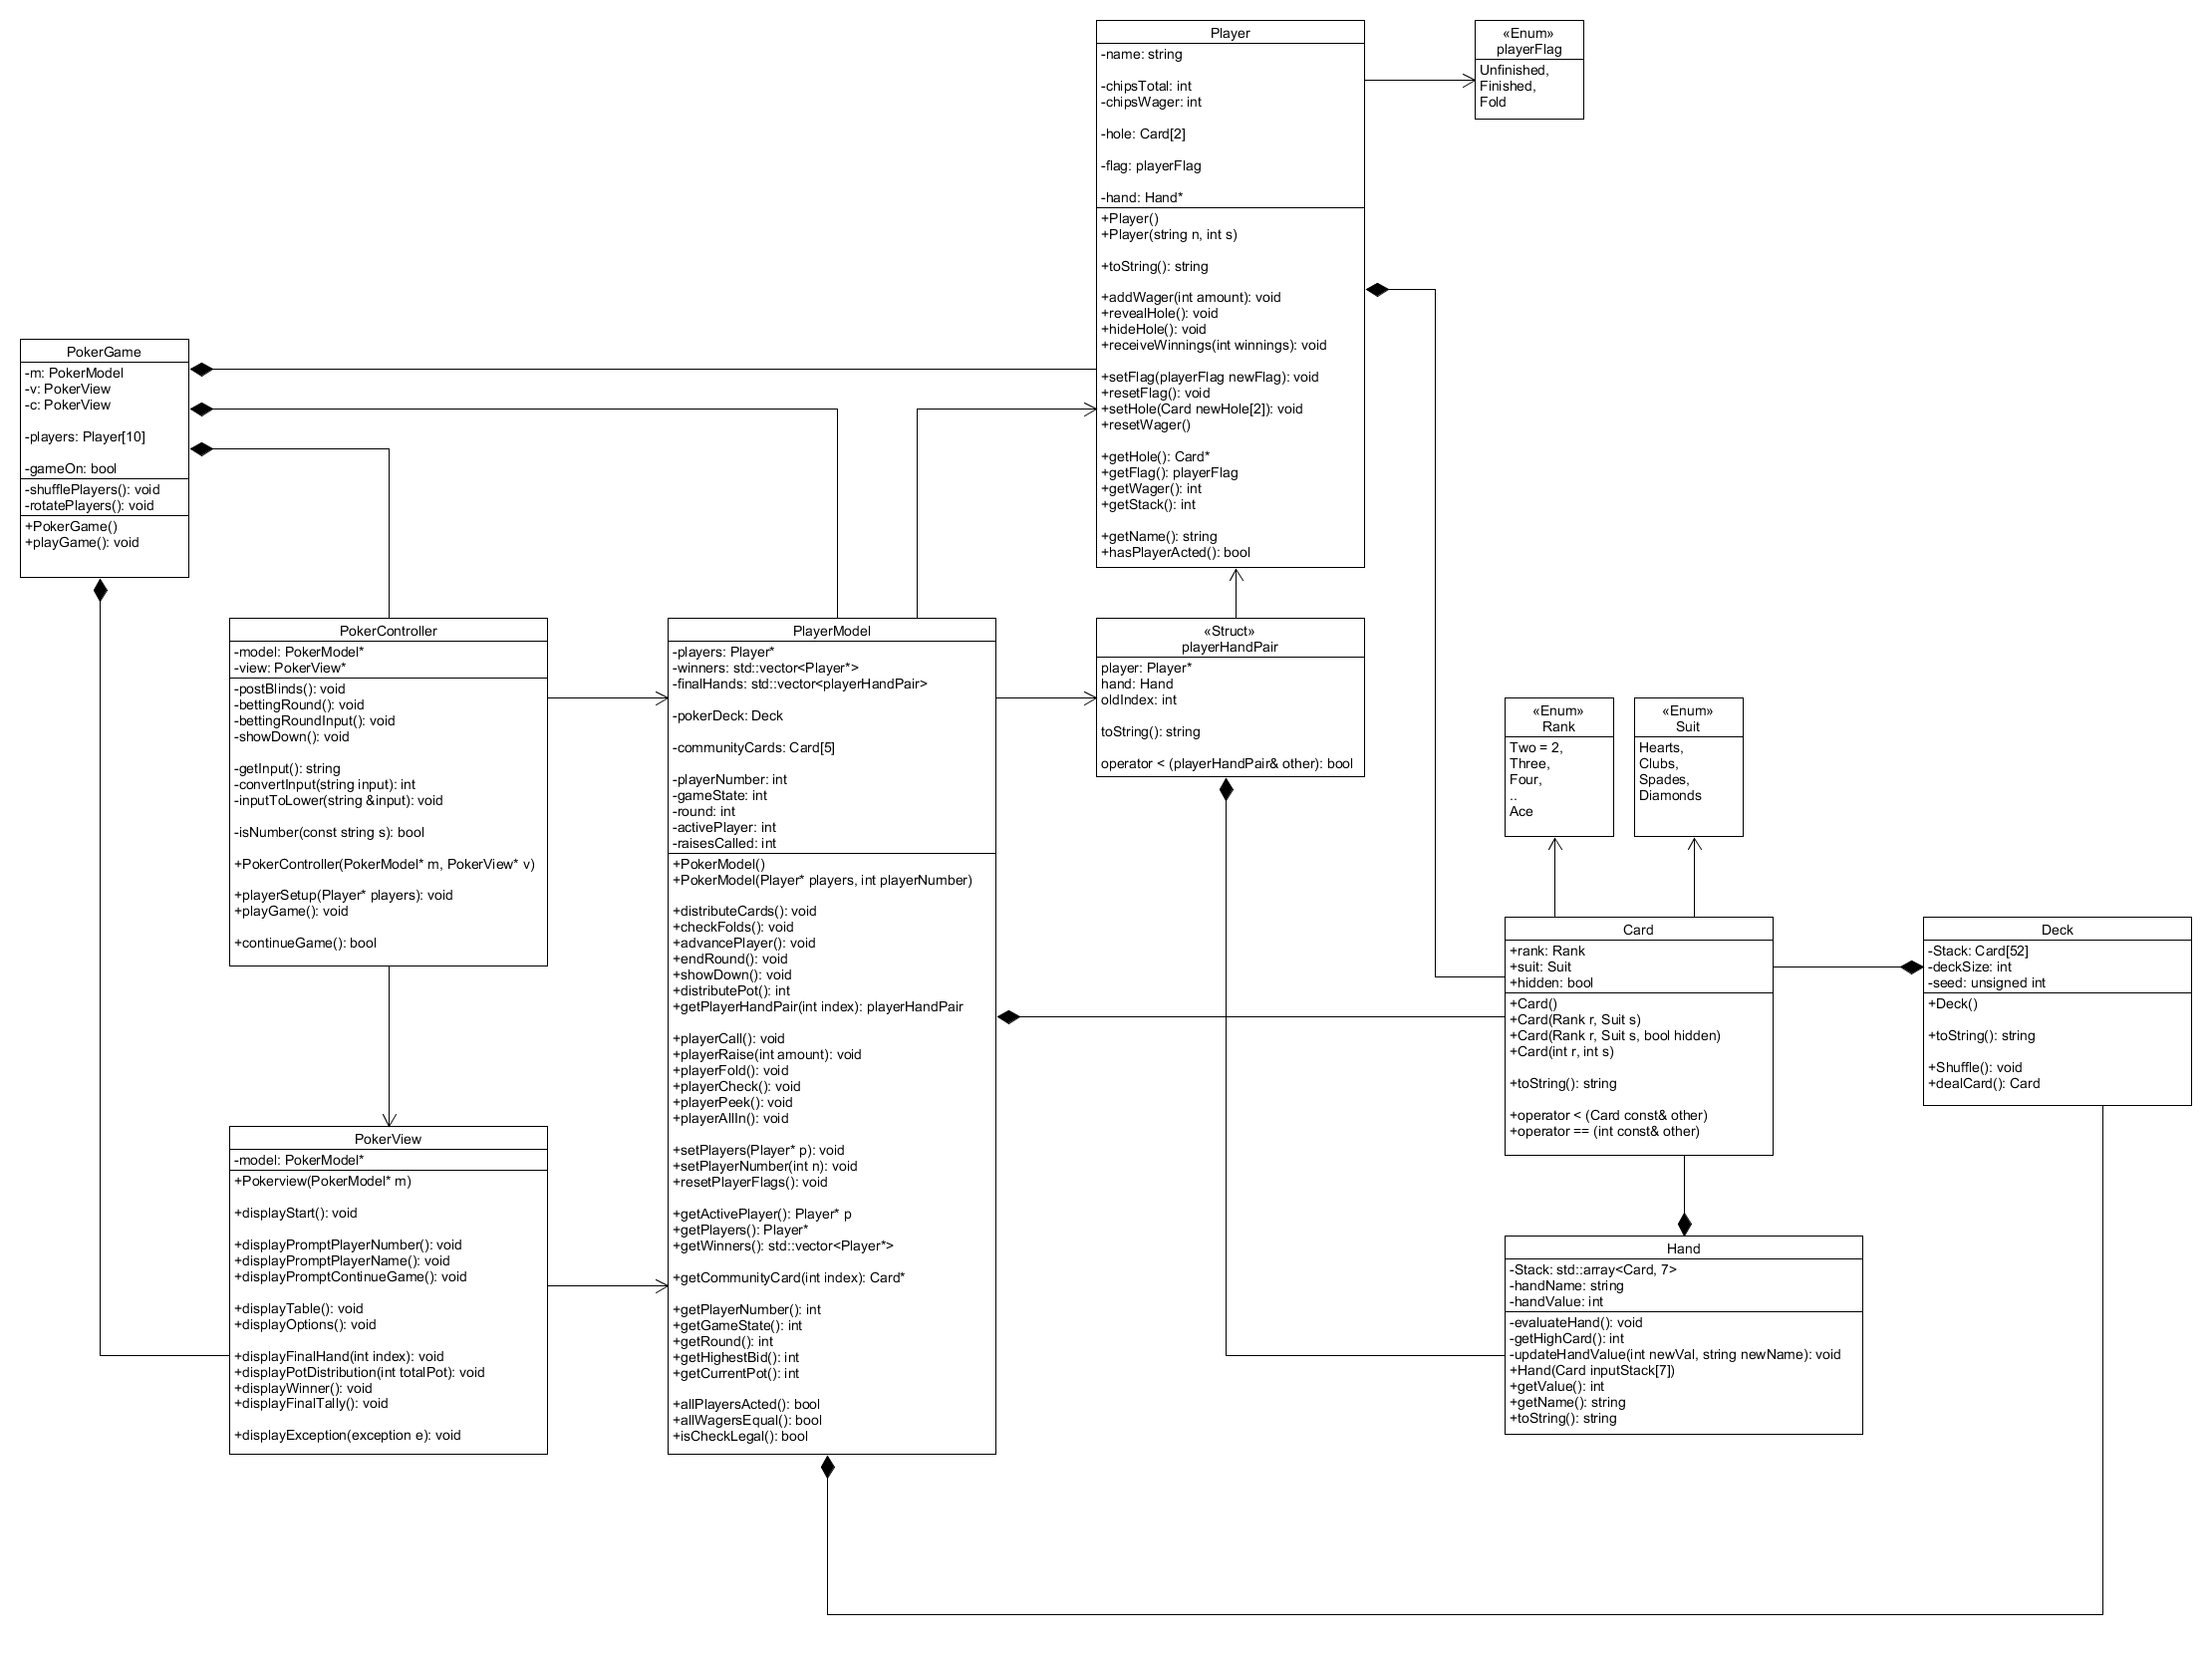 Player
-name: string
-chipsTotal: int
-chipsWager: int
-hole: Card[2]
-flag: playerFlag
-hand: Hand*
+Player()
+Player(string n, int s)
+toString(): string
+addWager(int amount): void
+revealHole(): void
+hideHole(): void
+receiveWinnings(int winnings): void
+setFlag(playerFlag newFlag): void
+resetFlag(): void
+setHole(Card newHole[2]): void
+resetWager()
+getHole(): Card*
+getFlag(): playerFlag
+getWager(): int
+getStack(): int
+getName(): string
+hasPlayerActed(): bool
«Enum»
playerFlag
Unfinished,
Finished,
Fold
PokerGame
-m: PokerModel
-v: PokerView
-c: PokerView
-players: Player[10]
-gameOn: bool
-shufflePlayers(): void
-rotatePlayers(): void
+PokerGame()
+playGame(): void
PokerController
-model: PokerModel*
-view: PokerView*
-postBlinds(): void
-bettingRound(): void
-bettingRoundInput(): void
-showDown(): void
-getInput(): string
-convertInput(string input): int
-inputToLower(string &input): void
-isNumber(const string s): bool
+PokerController(PokerModel* m, PokerView* v)
+playerSetup(Player* players): void
+playGame(): void
+continueGame(): bool
PlayerModel
-players: Player*
-winners: std::vector<Player*>
-finalHands: std::vector<playerHandPair>
-pokerDeck: Deck
-communityCards: Card[5]
-playerNumber: int
-gameState: int
-round: int
-activePlayer: int
-raisesCalled: int
+PokerModel()
+PokerModel(Player* players, int playerNumber)
+distributeCards(): void
+checkFolds(): void
+advancePlayer(): void
+endRound(): void
+showDown(): void
+distributePot(): int
+getPlayerHandPair(int index): playerHandPair
+playerCall(): void
+playerRaise(int amount): void
+playerFold(): void
+playerCheck(): void
+playerPeek(): void
+playerAllIn(): void
+setPlayers(Player* p): void
+setPlayerNumber(int n): void
+resetPlayerFlags(): void
+getActivePlayer(): Player* p
+getPlayers(): Player*
+getWinners(): std::vector<Player*>
+getCommunityCard(int index): Card*
+getPlayerNumber(): int
+getGameState(): int
+getRound(): int
+getHighestBid(): int
+getCurrentPot(): int
+allPlayersActed(): bool
+allWagersEqual(): bool
+isCheckLegal(): bool
«Struct»
playerHandPair
player: Player*
hand: Hand
oldIndex: int
toString(): string
operator < (playerHandPair& other): bool
«Enum»
Rank
Two = 2,
Three,
Four,
..
Ace
«Enum»
Suit
Hearts,
Clubs,
Spades,
Diamonds
Card
+rank: Rank
+suit: Suit
+hidden: bool
+Card()
+Card(Rank r, Suit s)
+Card(Rank r, Suit s, bool hidden)
+Card(int r, int s)
+toString(): string
+operator < (Card const& other)
+operator == (int const& other)
Deck
-Stack: Card[52]
-deckSize: int
-seed: unsigned int
+Deck()
+toString(): string
+Shuffle(): void
+dealCard(): Card
PokerView
-model: PokerModel*
+Pokerview(PokerModel* m)
+displayStart(): void
+displayPromptPlayerNumber(): void
+displayPromptPlayerName(): void
+displayPromptContinueGame(): void
+displayTable(): void
+displayOptions(): void
+displayFinalHand(int index): void
+displayPotDistribution(int totalPot): void
+displayWinner(): void
+displayFinalTally(): void
+displayException(exception e): void
Hand
-Stack: std::array<Card, 7>
-handName: string
-handValue: int
-evaluateHand(): void
-getHighCard(): int
-updateHandValue(int newVal, string newName): void
+Hand(Card inputStack[7])
+getValue(): int
+getName(): string
+toString(): string